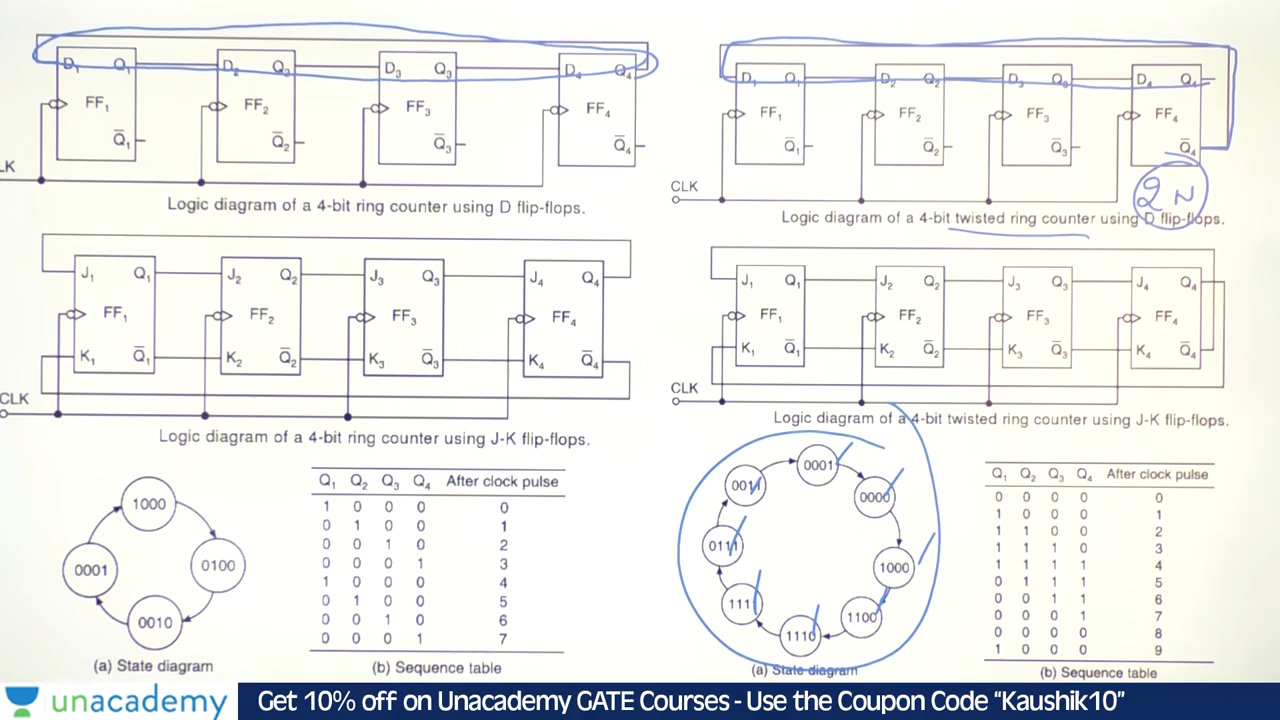 D1 Q1 D2 Q2 D3 Q3 D4 Q4
FF1 FF2 FF3 FF4
Q̅1 Q̅2 Q̅3 Q̅4
LK
Logic diagram of a 4-bit ring counter using D flip-flops.
J1 Q1 J2 Q2 J3 Q3 J4 Q4
FF1 FF2 FF3 FF4
K1 Q̅1 K2 Q̅2 K3 Q̅3 K4 Q̅4
CLK
Logic diagram of a 4-bit ring counter using J-K flip-flops.
1000
0100
0010
0001
(a) State diagram
Q1 Q2 Q3 Q4 After clock pulse
1 0 0 0 0
0 1 0 0 1
0 0 1 0 2
0 0 0 1 3
1 0 0 0 4
0 1 0 0 5
0 0 1 0 6
0 0 0 1 7
(b) Sequence table
D1 Q1 D2 Q2 D3 Q3 D4 Q4
FF1 FF2 FF3 FF4
Q̅1 Q̅2 Q̅3 Q̅4
CLK
2N
Logic diagram of a 4-bit twisted ring counter using D flip-flops.
J1 Q1 J2 Q2 J3 Q3 J4 Q4
FF1 FF2 FF3 FF4
K1 Q̅1 K2 Q̅2 K3 Q̅3 K4 Q̅4
CLK
Logic diagram of a 4-bit twisted ring counter using J-K flip-flops.
0001
0000
1000
1100
1110
1111
0111
0011
(a) State diagram
Q1 Q2 Q3 Q4 After clock pulse
0 0 0 0 0
1 0 0 0 1
1 1 0 0 2
1 1 1 0 3
1 1 1 1 4
0 1 1 1 5
0 0 1 1 6
0 0 0 1 7
0 0 0 0 8
1 0 0 0 9
(b) Sequence table
unacademy
Get 10% off on Unacademy GATE Courses - Use the Coupon Code "Kaushik10"